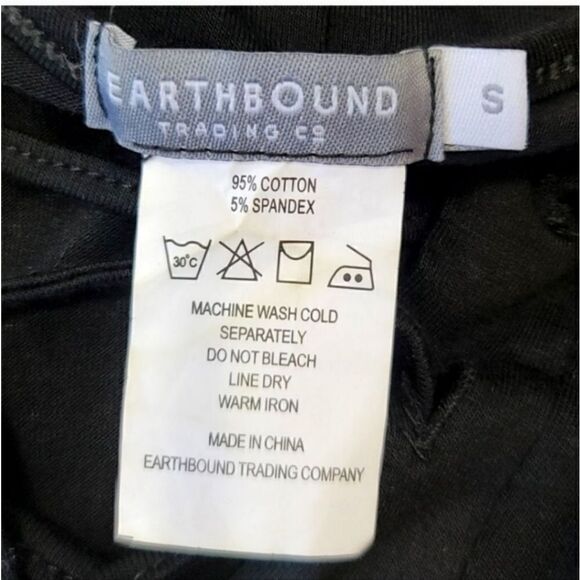 EARTHBOUND
TRADING CO
S
95% COTTON
5% SPANDEX
30°C
MACHINE WASH COLD
SEPARATELY
DO NOT BLEACH
LINE DRY
WARM IRON
MADE IN CHINA
EARTHBOUND TRADING COMPANY